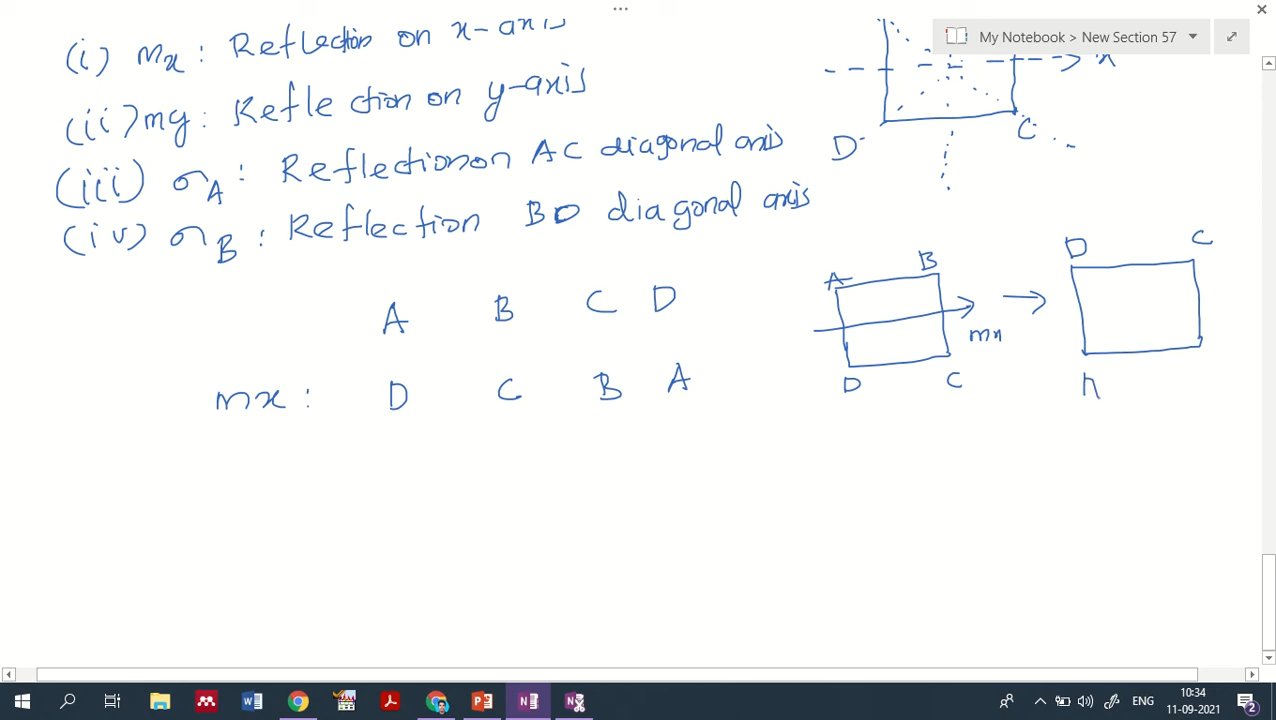 ...
My Notebook > New Section 57
(i) mx : Reflection on x-axis
x
(ii) my : Reflection on y-axis
D C
(iii) σA : Reflection on AC diagonal axis
(iv) σB : Reflection BD diagonal axis
A B C D
A B
D C
mx
D C
A
mx : D C B A
ENG
10:34
11-09-2021
2